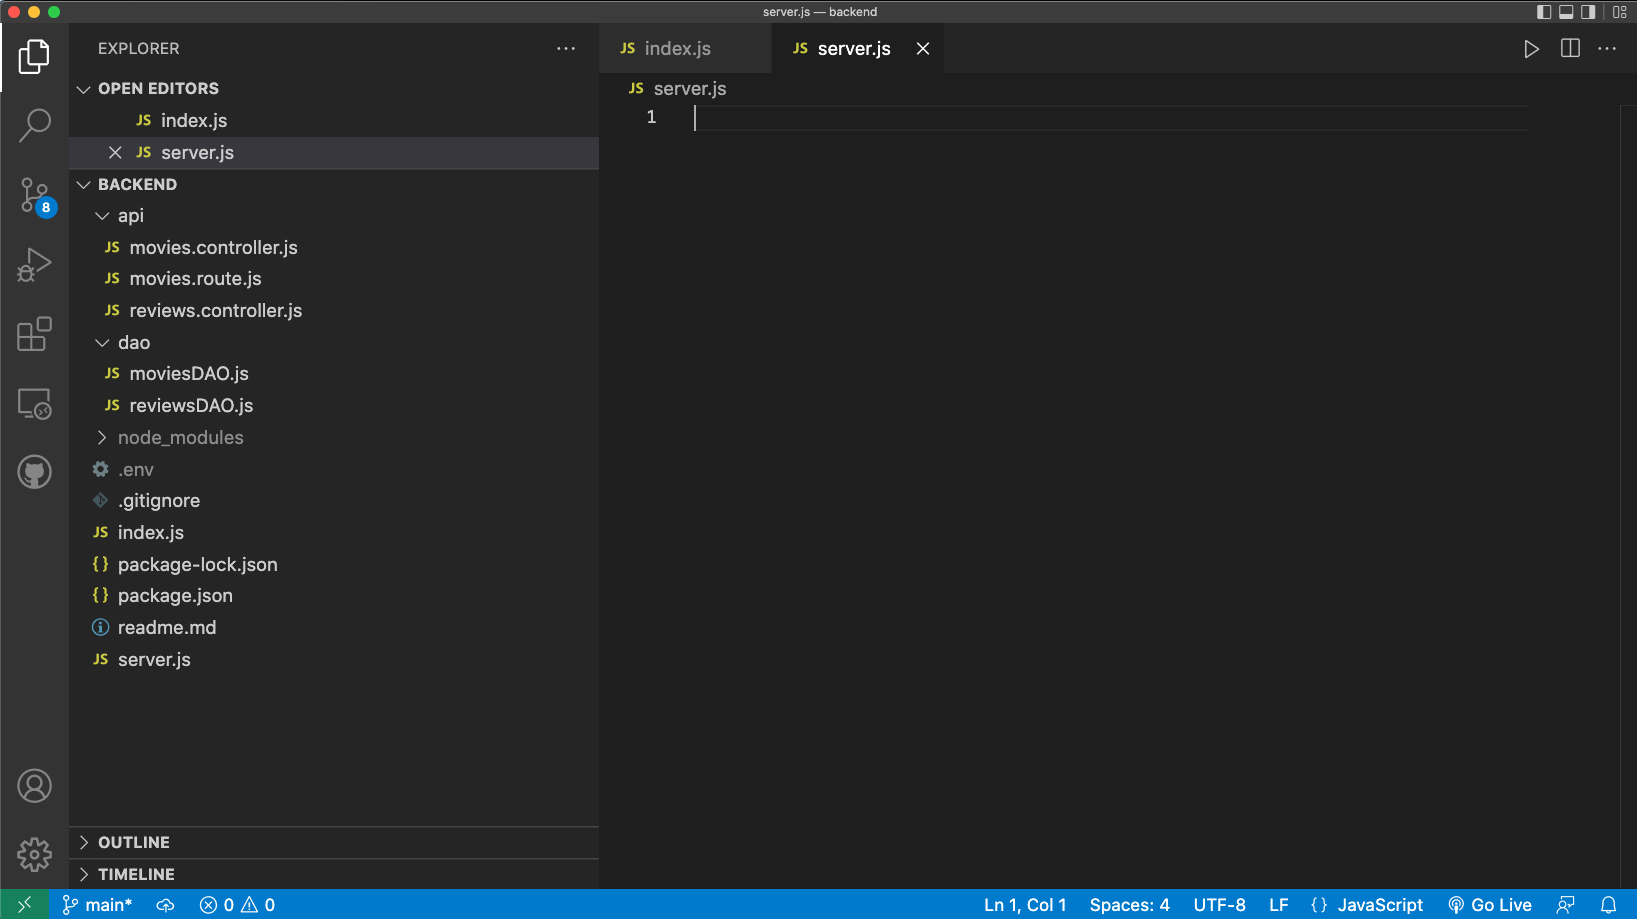 server.js — backend
EXPLORER
OPEN EDITORS
JS index.js
JS server.js
BACKEND
api
JS movies.controller.js
JS movies.route.js
JS reviews.controller.js
dao
JS moviesDAO.js
JS reviewsDAO.js
node_modules
.env
.gitignore
JS index.js
{} package-lock.json
{} package.json
readme.md
JS server.js
OUTLINE
TIMELINE
8
JS index.js
JS server.js
JS server.js
1
main*
0
0
Ln 1, Col 1
Spaces: 4
UTF-8
LF
{} JavaScript
Go Live